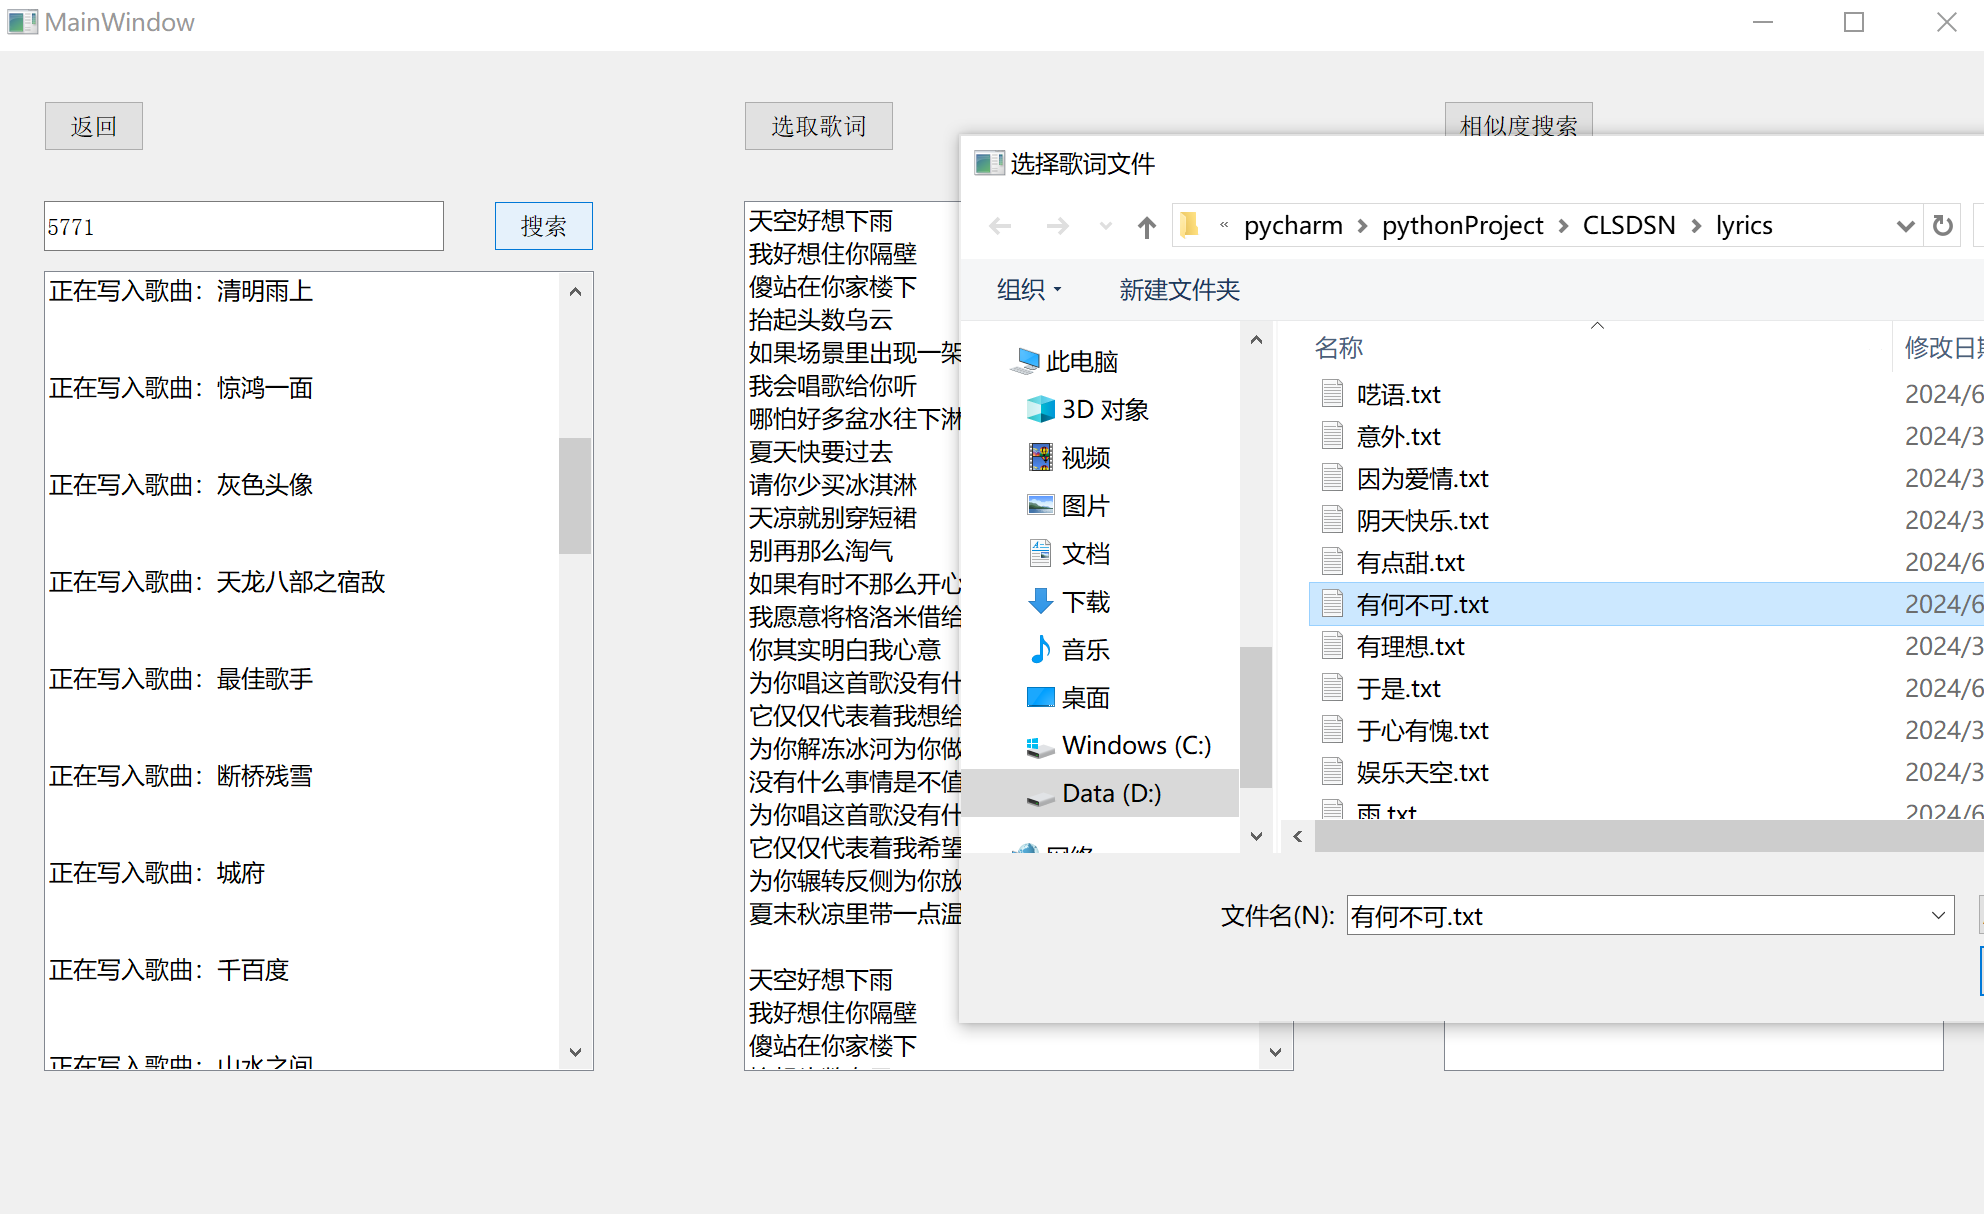 MainWindow
返回
选取歌词
相似度搜索
5771
搜索
正在写入歌曲：清明雨上
正在写入歌曲：惊鸿一面
正在写入歌曲：灰色头像
正在写入歌曲：天龙八部之宿敌
正在写入歌曲：最佳歌手
正在写入歌曲：断桥残雪
正在写入歌曲：城府
正在写入歌曲：千百度
正在写入歌曲：山水之间
天空好想下雨
我好想住你隔壁
傻站在你家楼下
抬起头数乌云
如果场景里出现一架
我会唱歌给你听
哪怕好多盆水往下淋
夏天快要过去
请你少买冰淇淋
天凉就别穿短裙
别再那么淘气
如果有时不那么开心
我愿意将格洛米借给
你其实明白我心意
为你唱这首歌没有什
它仅仅代表着我想给
为你解冻冰河为你做
没有什么事情是不值
为你唱这首歌没有什
它仅仅代表着我希望
为你辗转反侧为你放
夏末秋凉里带一点温
天空好想下雨
我好想住你隔壁
傻站在你家楼下
选择歌词文件
« pycharm > pythonProject > CLSDSN > lyrics
组织
新建文件夹
此电脑
3D 对象
视频
图片
文档
下载
音乐
桌面
Windows (C:)
Data (D:)
网络
名称 修改日期
呓语.txt 2024/6
意外.txt 2024/3
因为爱情.txt 2024/3
阴天快乐.txt 2024/3
有点甜.txt 2024/6
有何不可.txt 2024/6
有理想.txt 2024/3
于是.txt 2024/6
于心有愧.txt 2024/3
娱乐天空.txt 2024/3
雨.txt 2024/6
文件名(N): 有何不可.txt